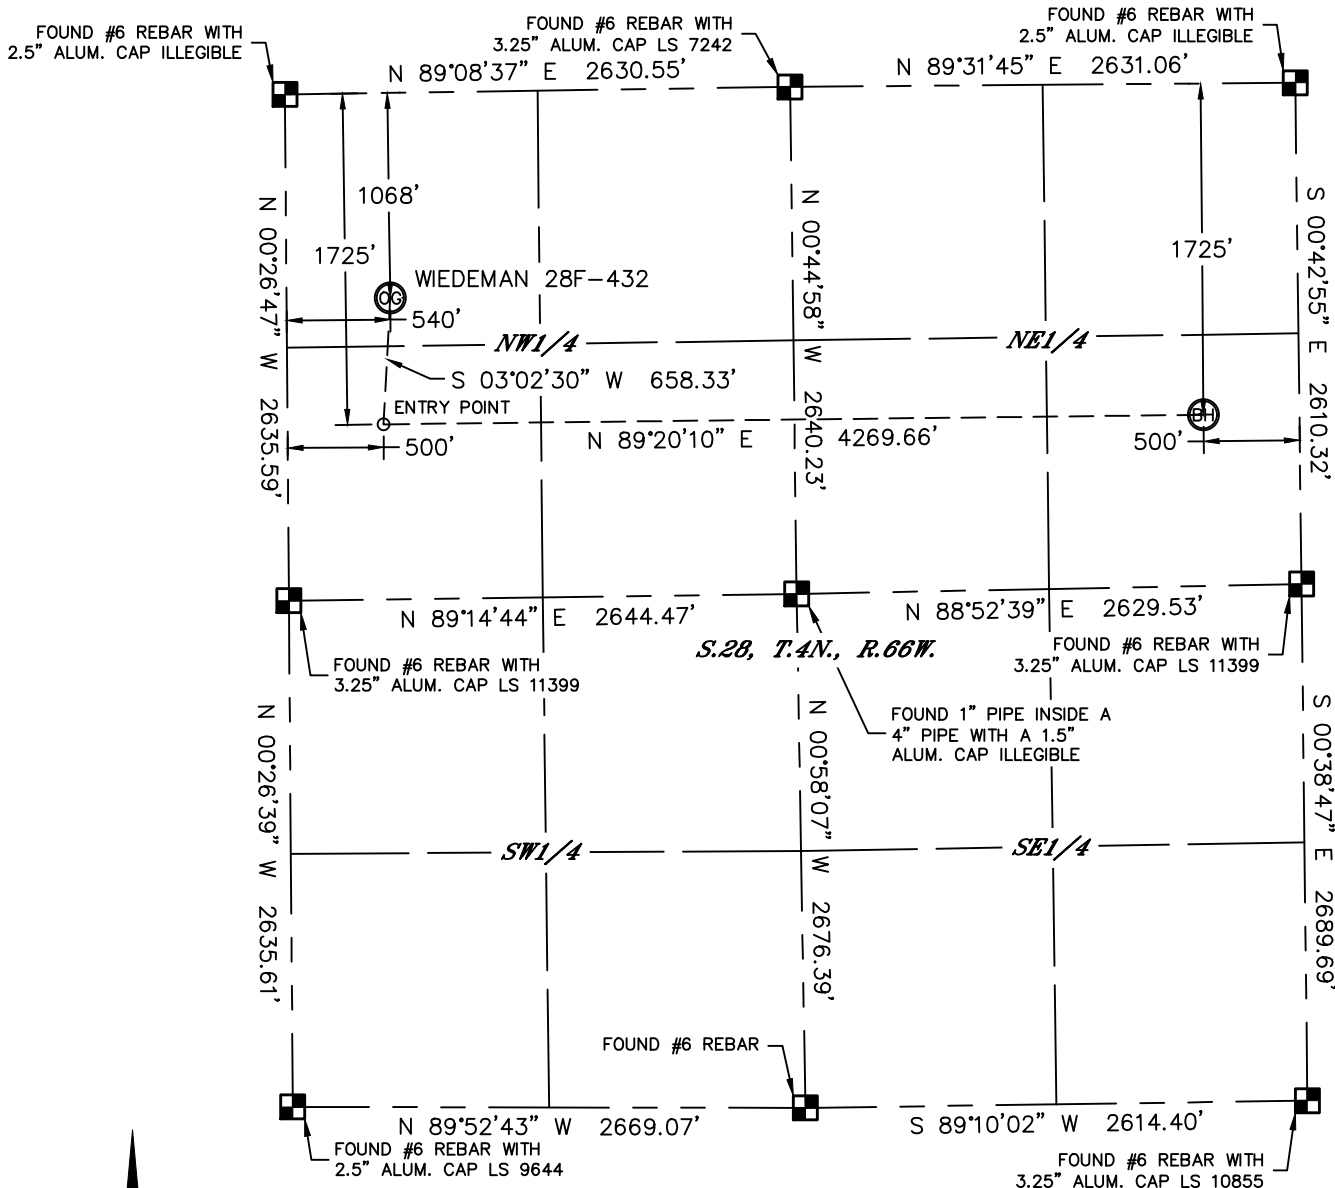 FOUND #6 REBAR WITH
2.5" ALUM. CAP ILLEGIBLE
FOUND #6 REBAR WITH
3.25" ALUM. CAP LS 7242
FOUND #6 REBAR WITH
2.5" ALUM. CAP ILLEGIBLE
N 89°08'37" E 2630.55'
N 89°31'45" E 2631.06'
N 00°26'47" W 2635.59'
1068'
1725'
WIEDEMAN 28F-432
OG
540'
NW1/4
S 03°02'30" W 658.33'
ENTRY POINT
500'
N 89°20'10" E 4269.66'
N 00°44'58" W 2640.23'
NE1/4
1725'
BH
500'
S 00°42'55" E 2610.32'
N 89°14'44" E 2644.47'
N 88°52'39" E 2629.53'
S.28, T.4N., R.66W.
FOUND #6 REBAR WITH
3.25" ALUM. CAP LS 11399
FOUND #6 REBAR WITH
3.25" ALUM. CAP LS 11399
FOUND 1" PIPE INSIDE A
4" PIPE WITH A 1.5"
ALUM. CAP ILLEGIBLE
N 00°26'39" W 2635.61'
N 00°58'07" W 2676.39'
S 00°38'47" E 2689.69'
SW1/4
SE1/4
FOUND #6 REBAR
N 89°52'43" W 2669.07'
S 89°10'02" W 2614.40'
FOUND #6 REBAR WITH
2.5" ALUM. CAP LS 9644
FOUND #6 REBAR WITH
3.25" ALUM. CAP LS 10855